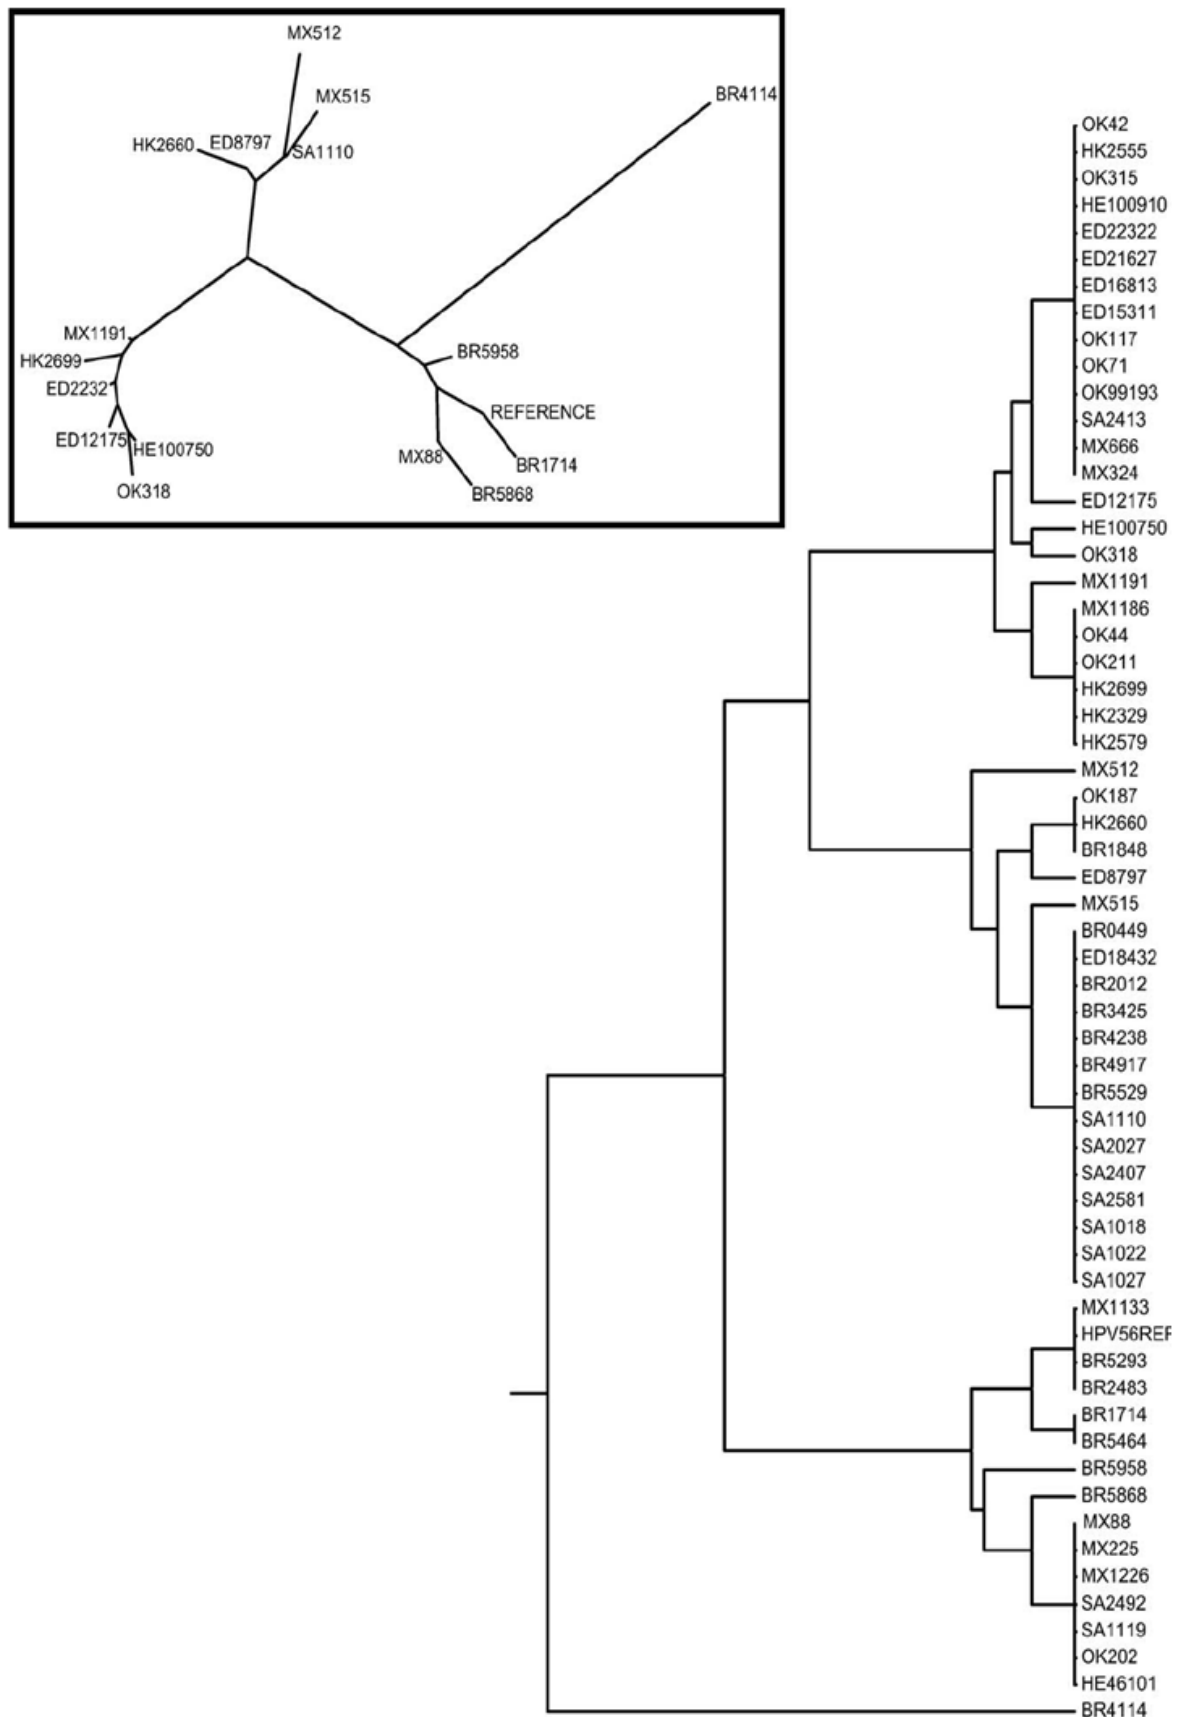 MX512
MX515
BR4114
HK2660
ED8797
SA1110
MX1191
HK2699
ED2232
ED12175
HE100750
OK318
BR5958
REFERENCE
MX88
BR1714
BR5868
OK42
HK2555
OK315
HE100910
ED22322
ED21627
ED16813
ED15311
OK117
OK71
OK99193
SA2413
MX666
MX324
ED12175
HE100750
OK318
MX1191
MX1186
OK44
OK211
HK2699
HK2329
HK2579
MX512
OK187
HK2660
BR1848
ED8797
MX515
BR0449
ED18432
BR2012
BR3425
BR4238
BR4917
BR5529
SA1110
SA2027
SA2407
SA2581
SA1018
SA1022
SA1027
MX1133
HPV56REF
BR5293
BR2483
BR1714
BR5464
BR5958
BR5868
MX88
MX225
MX1226
SA2492
SA1119
OK202
HE46101
BR4114